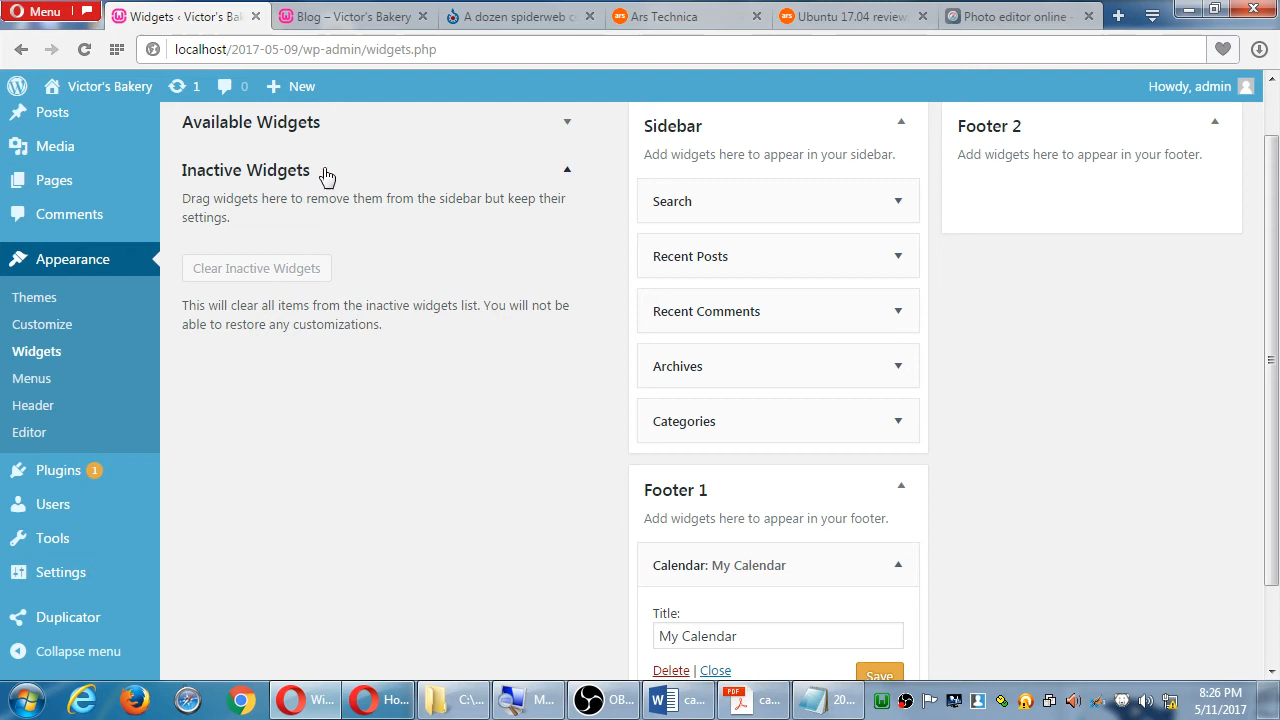 Menu
Widgets ‹ Victor's Bak
Blog – Victor's Bakery
A dozen spiderweb c
Ars Technica
Ubuntu 17.04 review
Photo editor online -
localhost/2017-05-09/wp-admin/widgets.php
Victor's Bakery
1
0
New
Howdy, admin
Posts
Media
Pages
Comments
Appearance
Themes
Customize
Widgets
Menus
Header
Editor
Plugins 1
Users
Tools
Settings
Duplicator
Collapse menu
Available Widgets
Inactive Widgets
Drag widgets here to remove them from the sidebar but keep their
settings.
Clear Inactive Widgets
This will clear all items from the inactive widgets list. You will not be
able to restore any customizations.
Sidebar
Add widgets here to appear in your sidebar.
Search
Recent Posts
Recent Comments
Archives
Categories
Footer 1
Add widgets here to appear in your footer.
Calendar: My Calendar
Title:
My Calendar
Delete | Close
Save
Footer 2
Add widgets here to appear in your footer.
Wi...
Ho...
C:\...
M...
OB...
ca...
ca...
20...
8:26 PM
5/11/2017